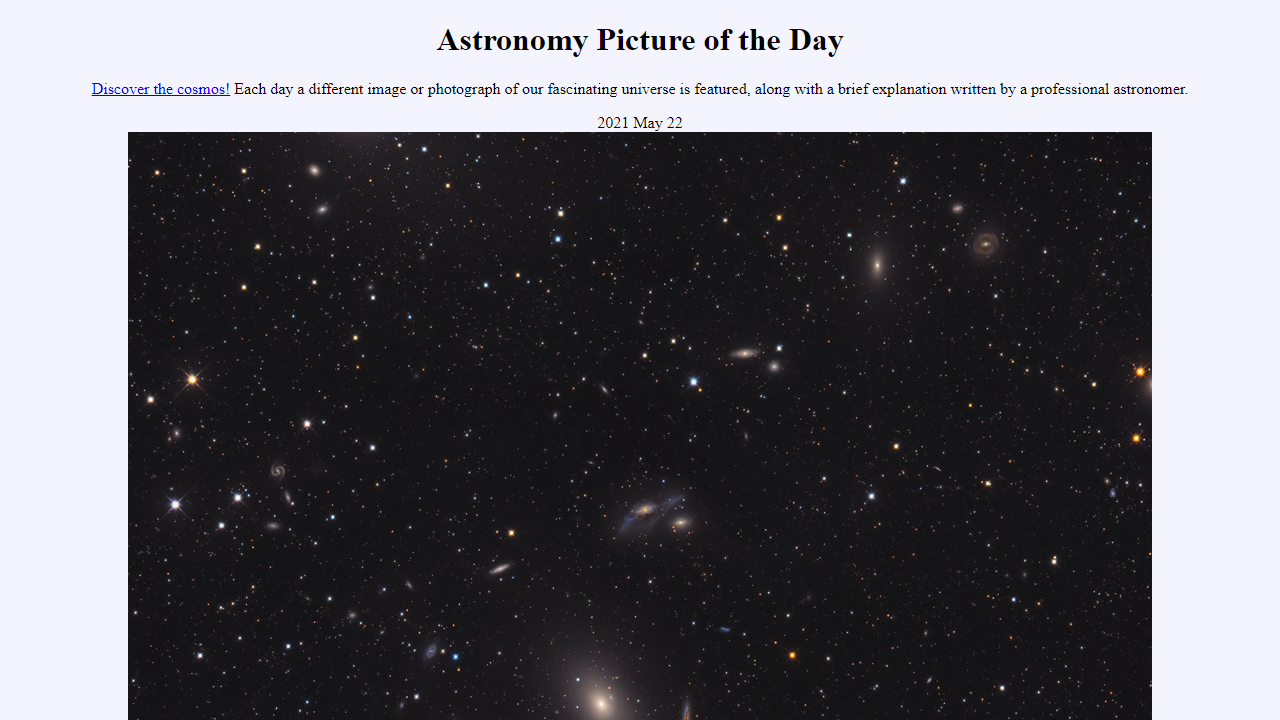 Astronomy Picture of the Day
Discover the cosmos! Each day a different image or photograph of our fascinating universe is featured, along with a brief explanation written by a professional astronomer.
2021 May 22